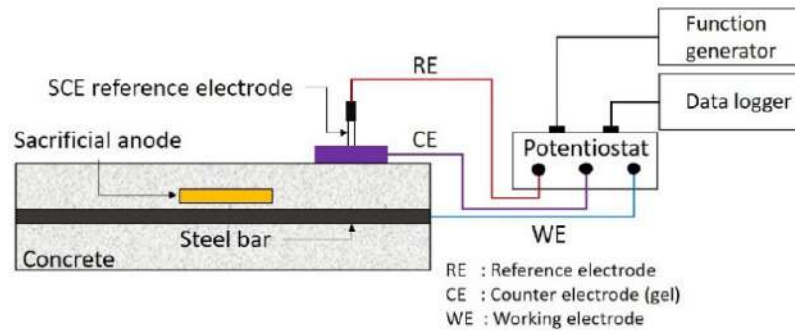 Function
generator
RE
SCE reference electrode
Data logger
Sacrificial anode
CE
Potentiostat
Steel bar
WE
Concrete
RE : Reference electrode
CE : Counter electrode (gel)
WE : Working electrode